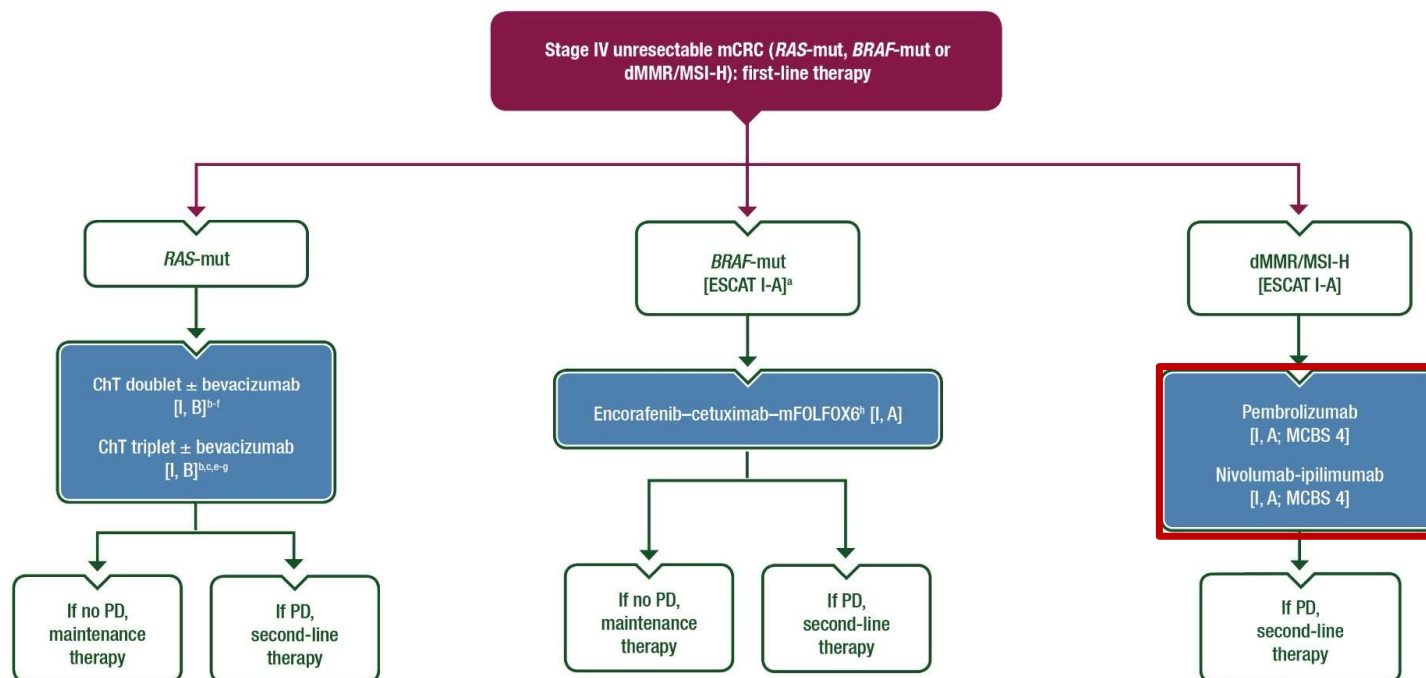 Stage IV unresectable mCRC (RAS-mut, BRAF-mut or
dMMR/MSI-H): first-line therapy
RAS-mut
BRAF-mut
[ESCAT I-A]ᵃ
dMMR/MSI-H
[ESCAT I-A]
ChT doublet ± bevacizumab
[I, B]ᵇ⁻ᶠ
ChT triplet ± bevacizumab
[I, B]ᵇ,ᶜ,ᵉ⁻ᵍ
Encorafenib–cetuximab–mFOLFOX6ʰ [I, A]
Pembrolizumab
[I, A; MCBS 4]
Nivolumab-ipilimumab
[I, A; MCBS 4]
If no PD,
maintenance
therapy
If PD,
second-line
therapy
If no PD,
maintenance
therapy
If PD,
second-line
therapy
If PD,
second-line
therapy